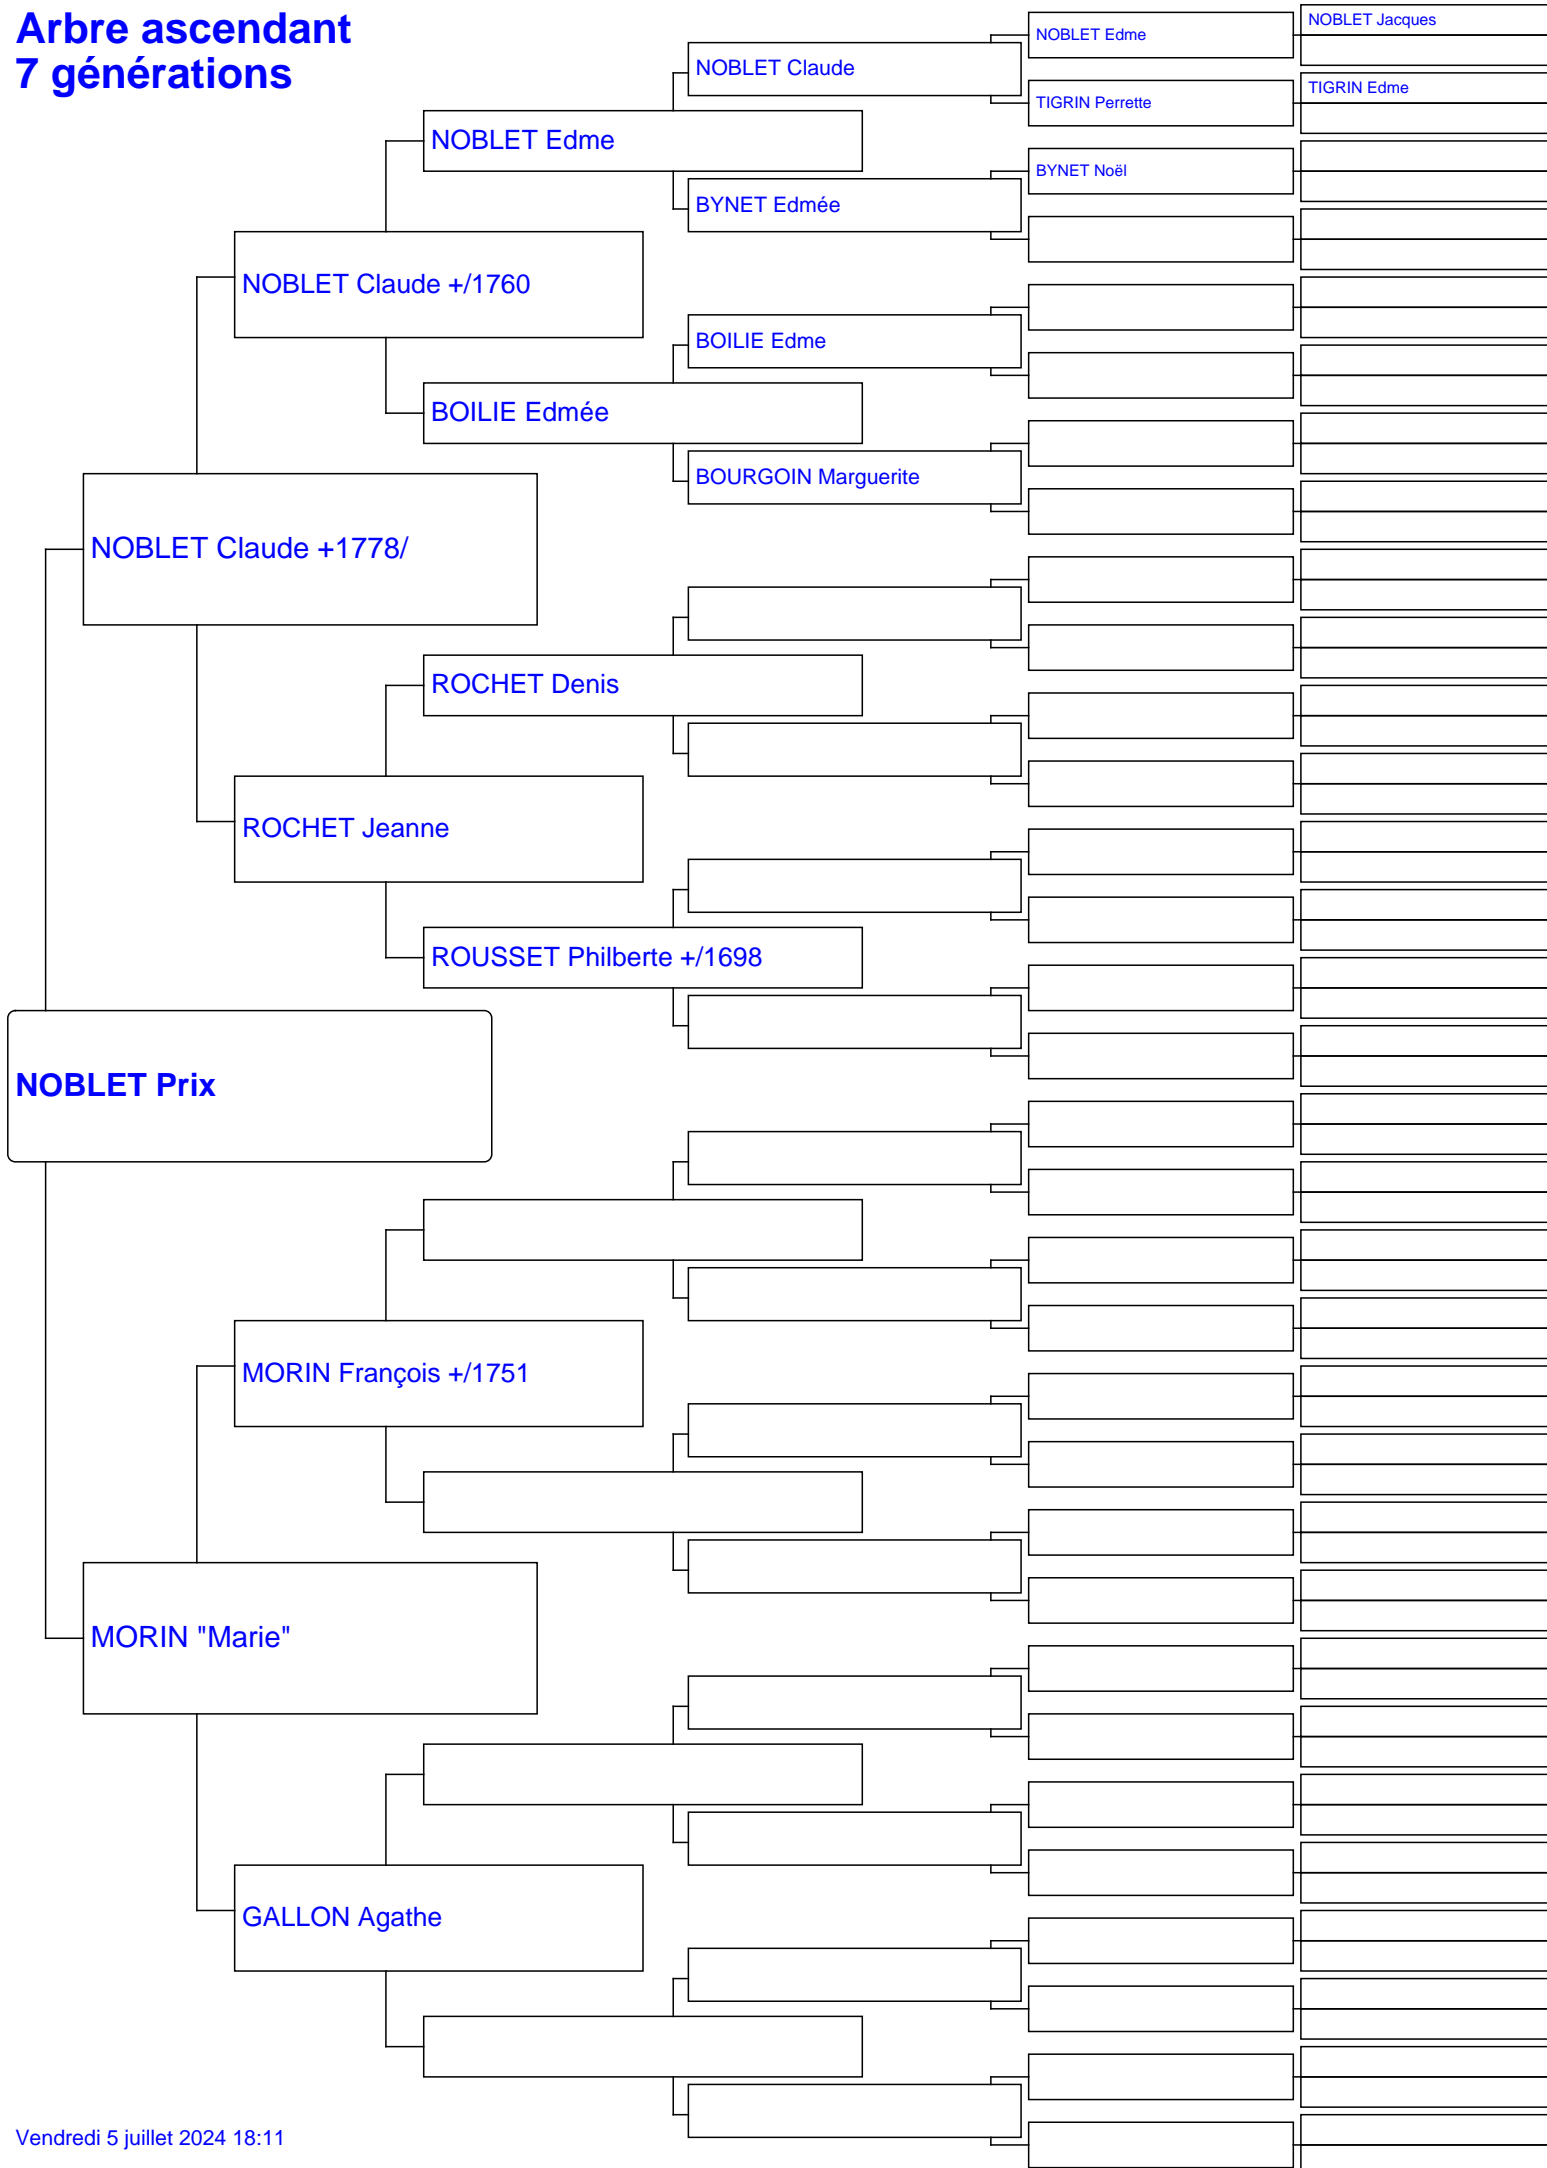 Arbre ascendant
7 générations
NOBLET Jacques
NOBLET Edme
NOBLET Claude
TIGRIN Edme
TIGRIN Perrette
NOBLET Edme
BYNET Noël
BYNET Edmée
NOBLET Claude +/1760
BOILIE Edme
BOILIE Edmée
BOURGOIN Marguerite
NOBLET Claude +1778/
ROCHET Denis
ROCHET Jeanne
ROUSSET Philberte +/1698
NOBLET Prix
MORIN François +/1751
MORIN "Marie"
GALLON Agathe
Vendredi 5 juillet 2024 18:11